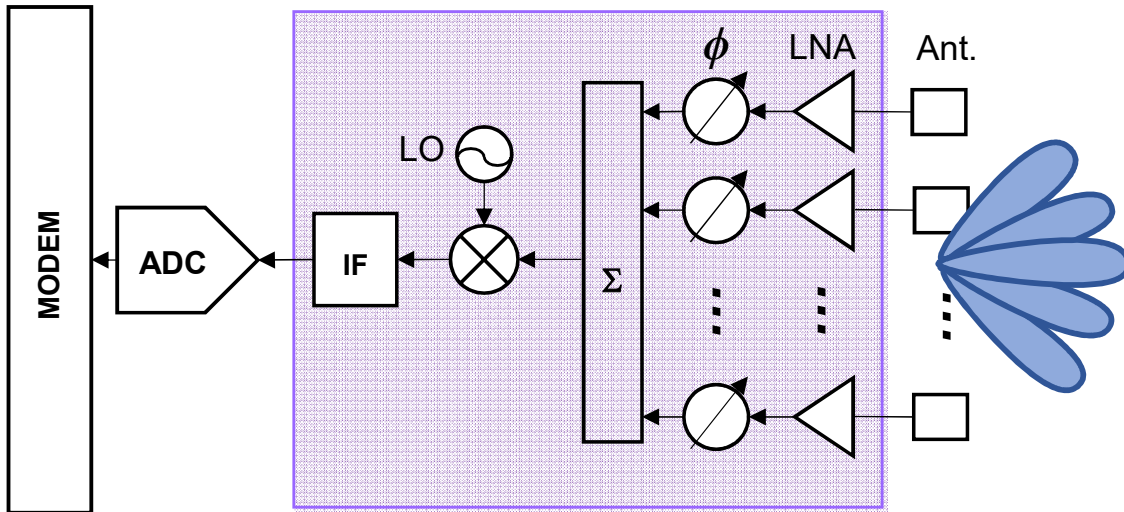 ϕ LNA Ant.
LO
MODEM
ADC
IF
Σ